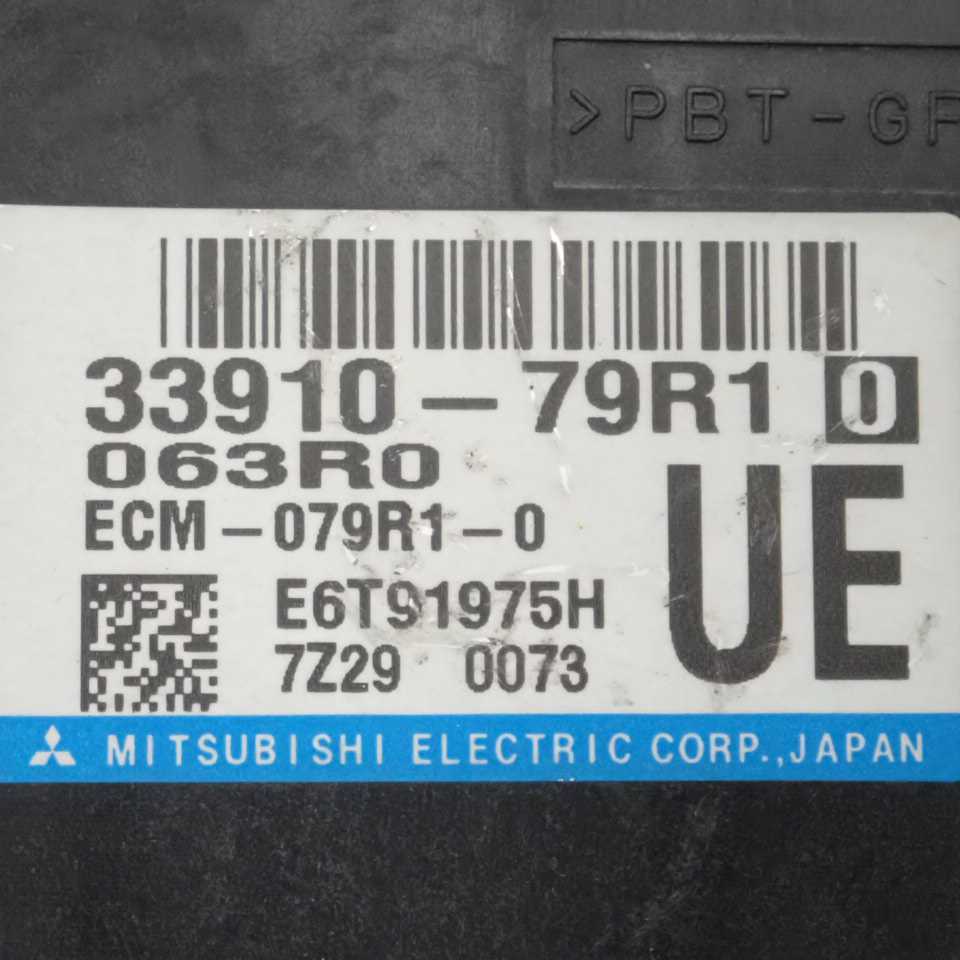 >PBT-GF
33910-79R1 0
063R0
ECM-079R1-0
UE
E6T91975H
7Z29 0073
MITSUBISHI ELECTRIC CORP.,JAPAN